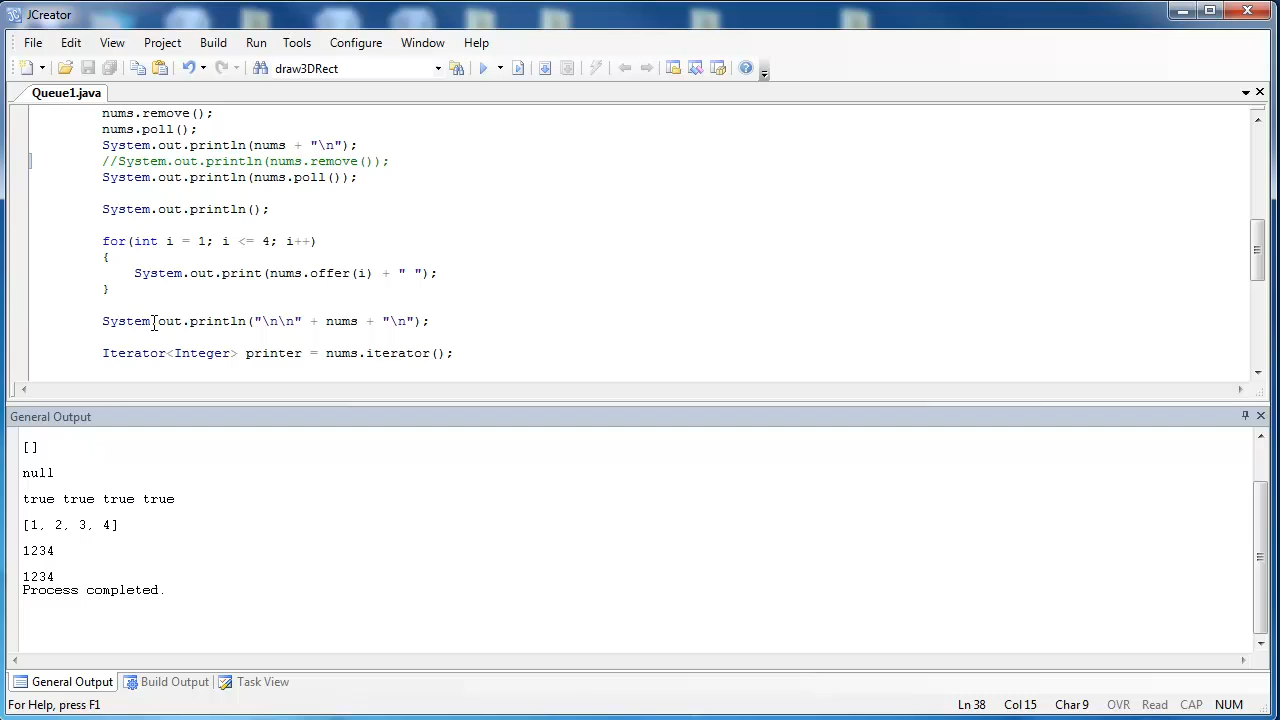 JCreator
File Edit View Project Build Run Tools Configure Window Help
draw3DRect
Queue1.java
nums.remove();
nums.poll();
System.out.println(nums + "\n");
//System.out.println(nums.remove());
System.out.println(nums.poll());
System.out.println();
for(int i = 1; i <= 4; i++)
{
System.out.print(nums.offer(i) + " ");
}
System.out.println("\n\n" + nums + "\n");
Iterator<Integer> printer = nums.iterator();
General Output
[]
null
true true true true
[1, 2, 3, 4]
1234
1234
Process completed.
General Output Build Output Task View
For Help, press F1 Ln 38 Col 15 Char 9 OVR Read CAP NUM